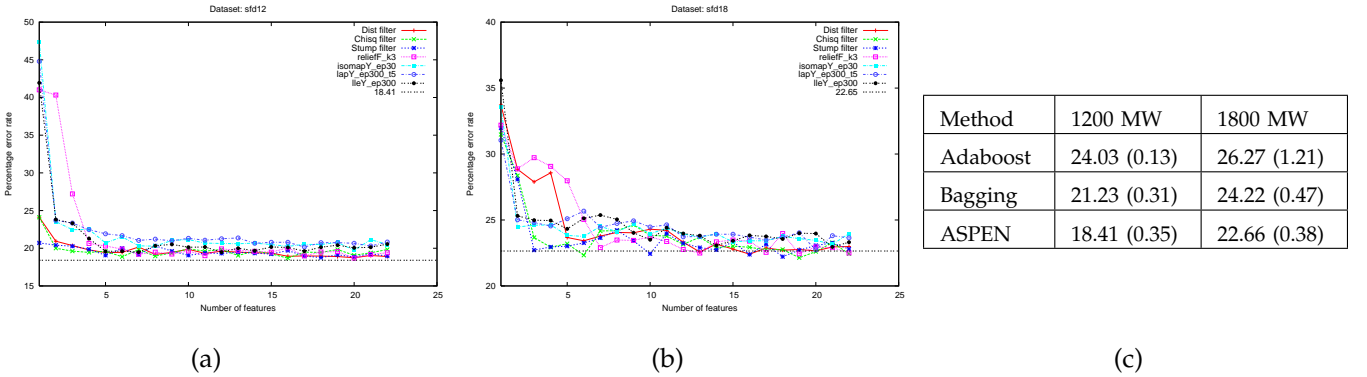 Dataset: sfd12
Percentage error rate
50
45
40
35
30
25
20
15
5
10
15
20
25
Number of features
Dist filter
Chisq filter
Stump filter
reliefF_k3
isomapY_ep30
lapY_ep300_t5
lleY_ep300
18.41
(a)
Dataset: sfd18
Percentage error rate
40
35
30
25
20
5
10
15
20
25
Number of features
Dist filter
Chisq filter
Stump filter
reliefF_k3
isomapY_ep30
lapY_ep300_t5
lleY_ep300
22.65
(b)
Method 1200 MW 1800 MW
Adaboost 24.03 (0.13) 26.27 (1.21)
Bagging 21.23 (0.31) 24.22 (0.47)
ASPEN 18.41 (0.35) 22.66 (0.38)
(c)